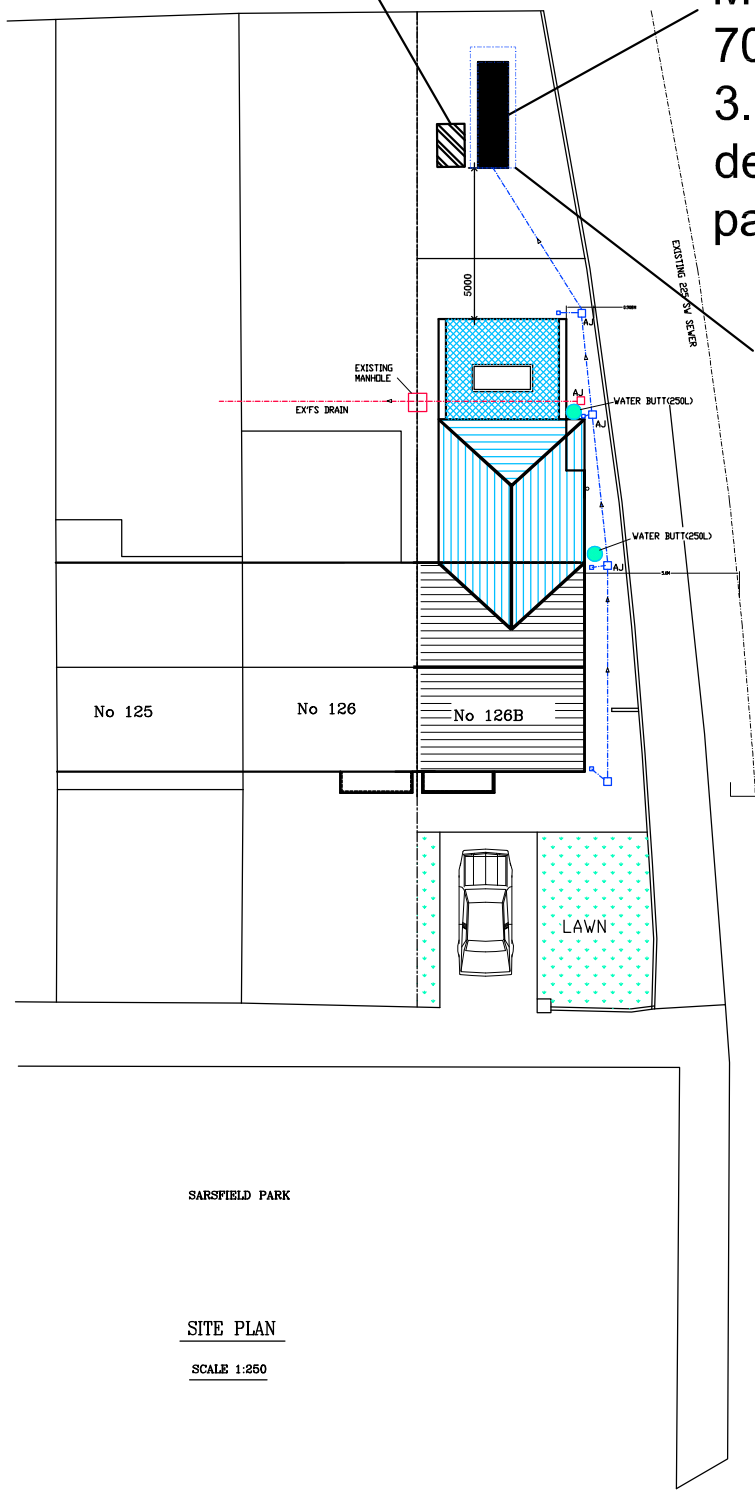 M
70
3.
de
pa
EXISTING 225 SW SEWER
5000
AJ
EXISTING
MANHOLE
AJ
WATER BUTT(250L)
EX'FS DRAIN
AJ
WATER BUTT(250L)
AJ
No 125
No 126
No 126B
LAWN
SARSFIELD PARK
SITE PLAN
SCALE 1:250